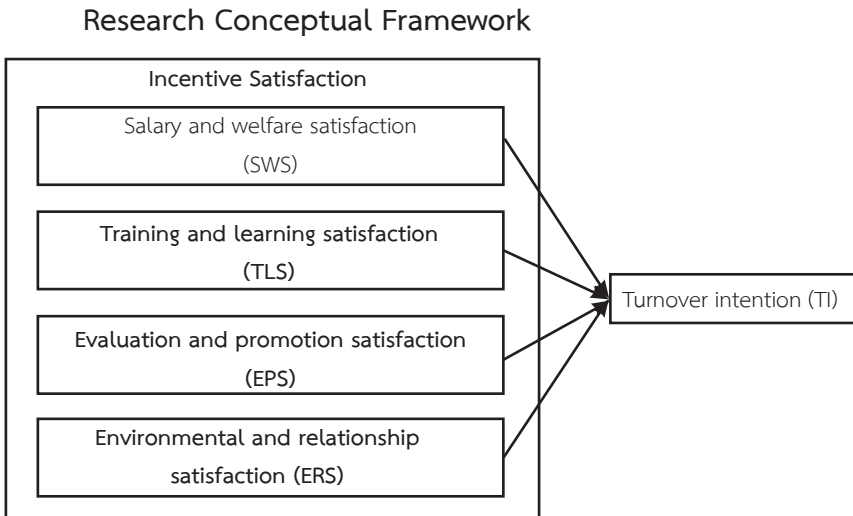 Research Conceptual Framework
Incentive Satisfaction
Salary and welfare satisfaction
(SWS)
Training and learning satisfaction
(TLS)
Evaluation and promotion satisfaction
(EPS)
Environmental and relationship
satisfaction (ERS)
Turnover intention (TI)